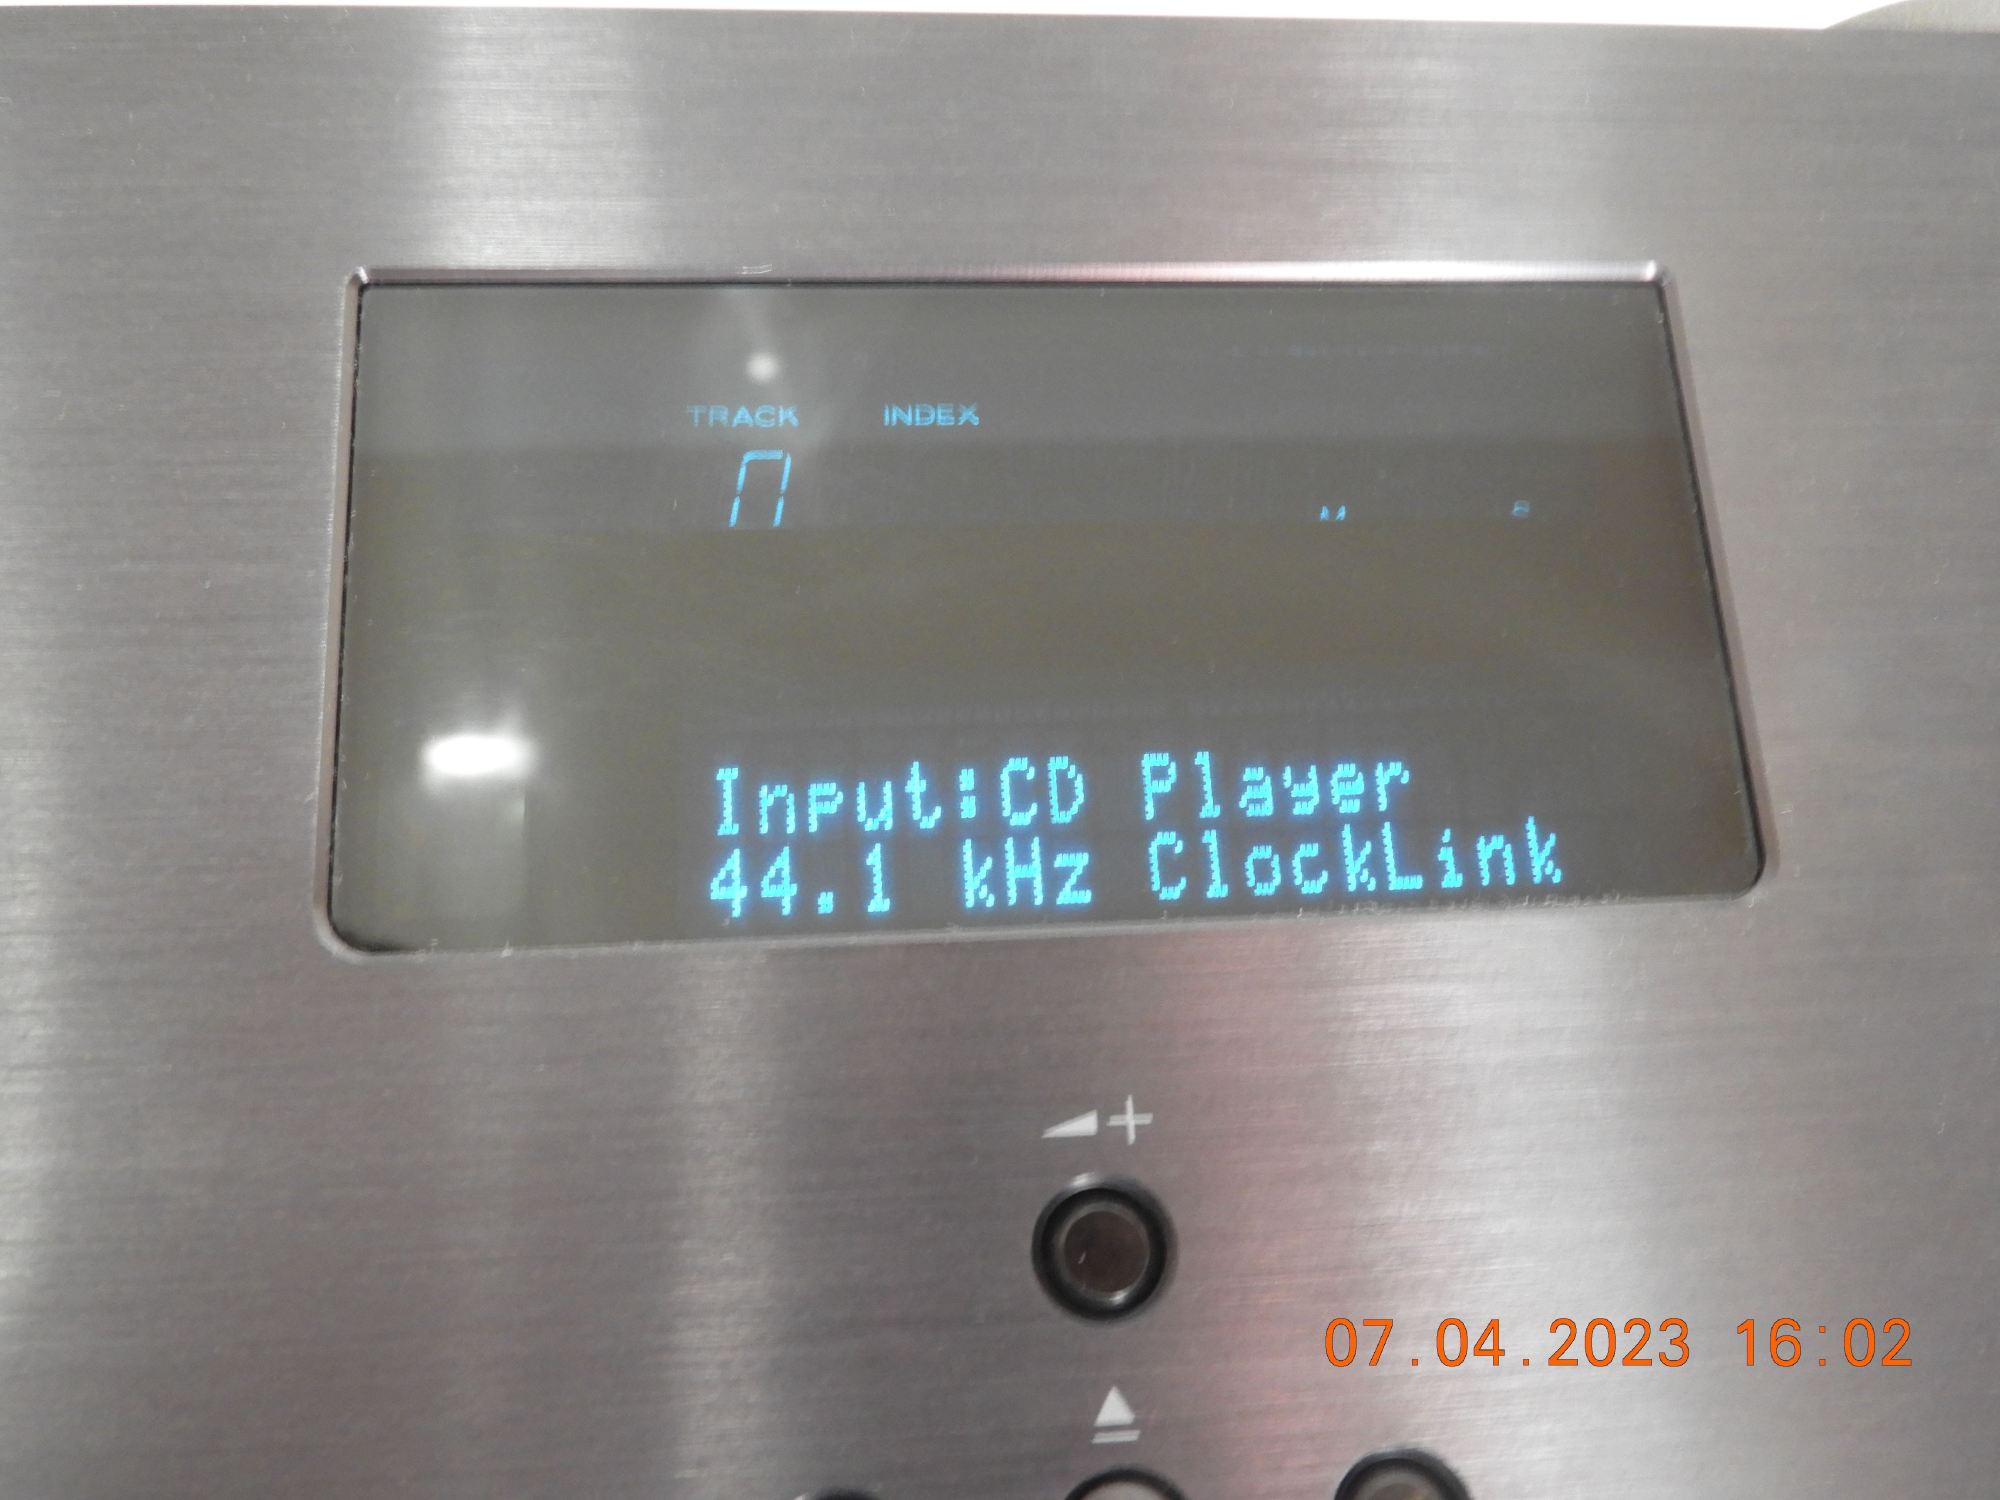 TRACK INDEX
M S
Input:CD Player
44.1 kHz ClockLink
07.04.2023 16:02